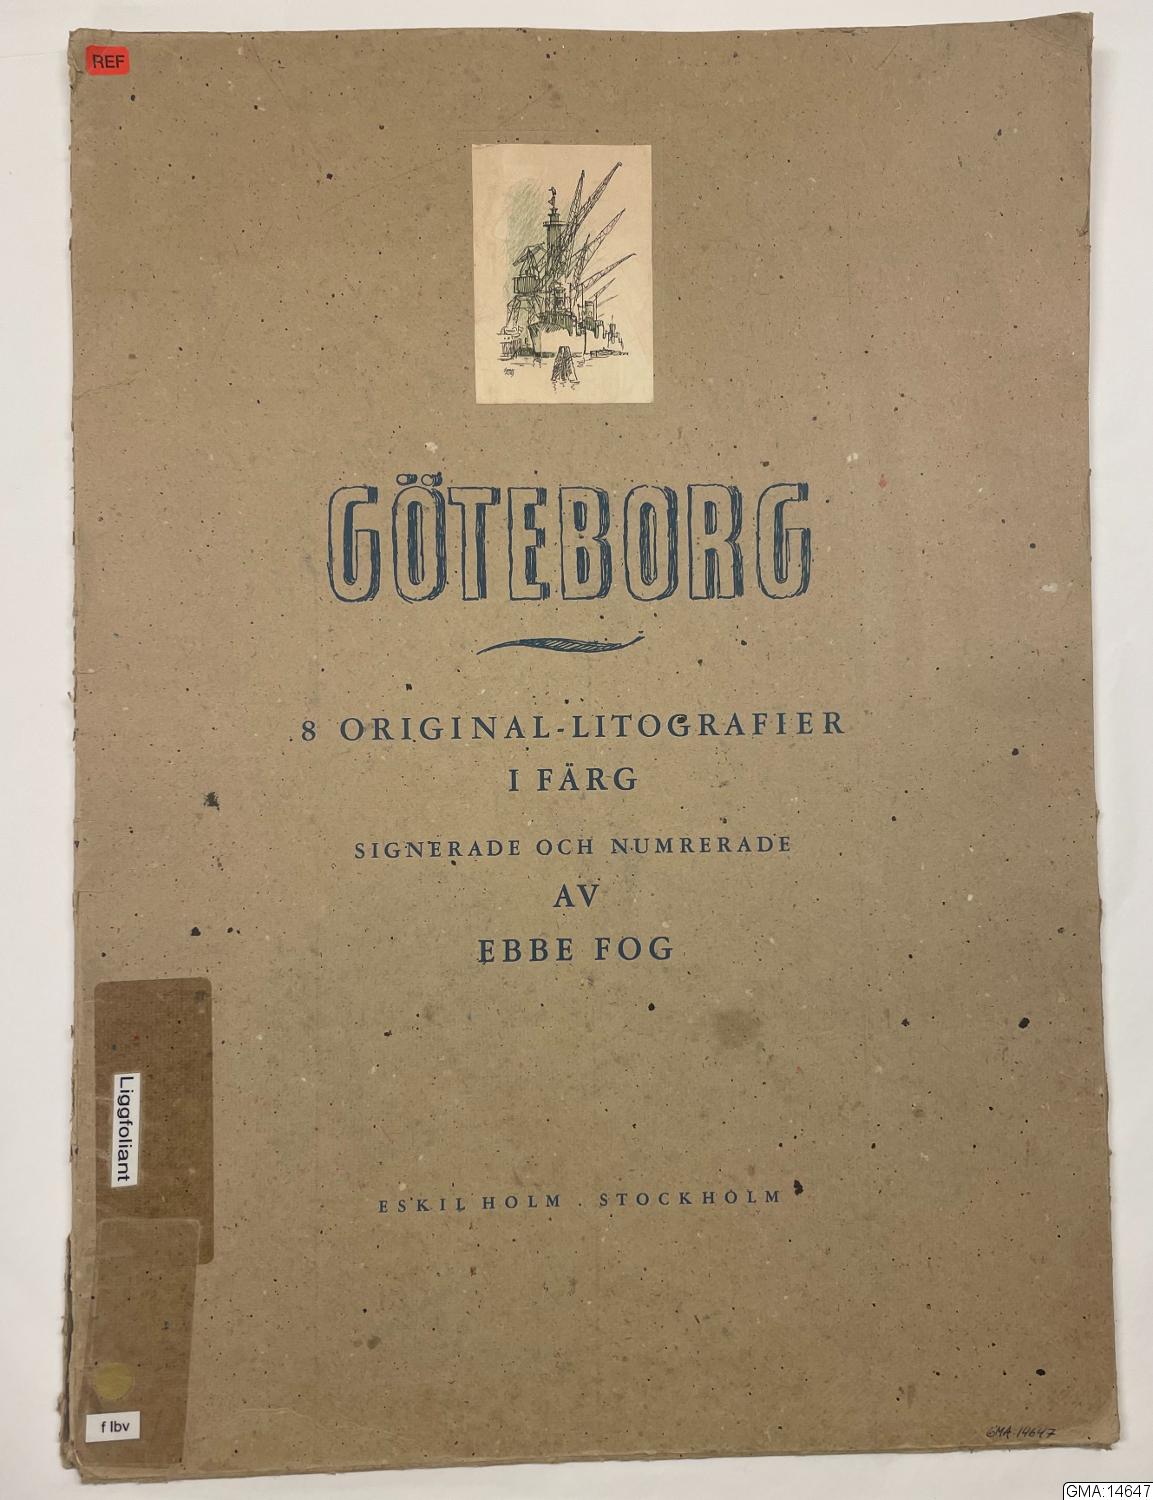 REF
GÖTEBORG
8 ORIGINAL-LITOGRAFIER
I FÄRG
SIGNERADE OCH NUMRERADE
AV
EBBE FOG
Liggfoliant
ESKIL HOLM . STOCKHOLM
f Ibv
GMA:14647
GMA:14647